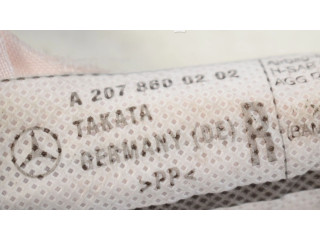 A 207 860 02 02
TAKATA
GERMANY (DE)
R
>PP<